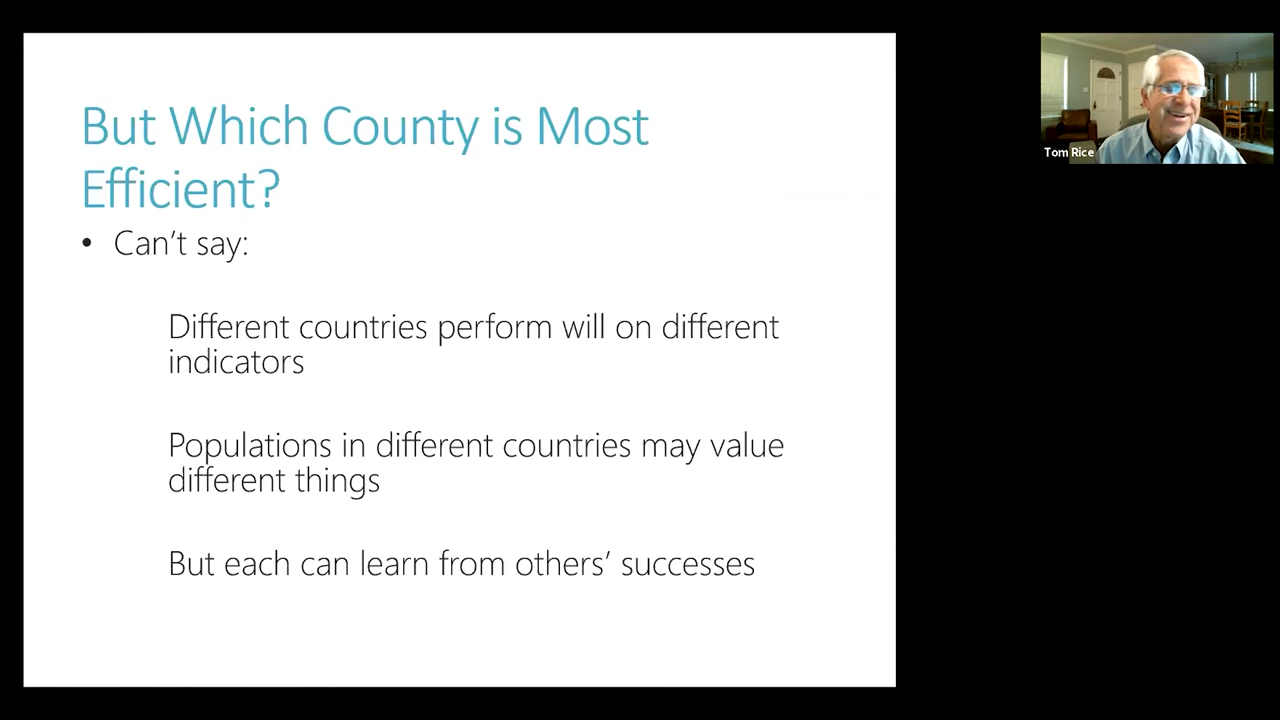 But Which County is Most
Efficient?
• Can’t say:
Different countries perform will on different
indicators
Populations in different countries may value
different things
But each can learn from others’ successes
Tom Rice